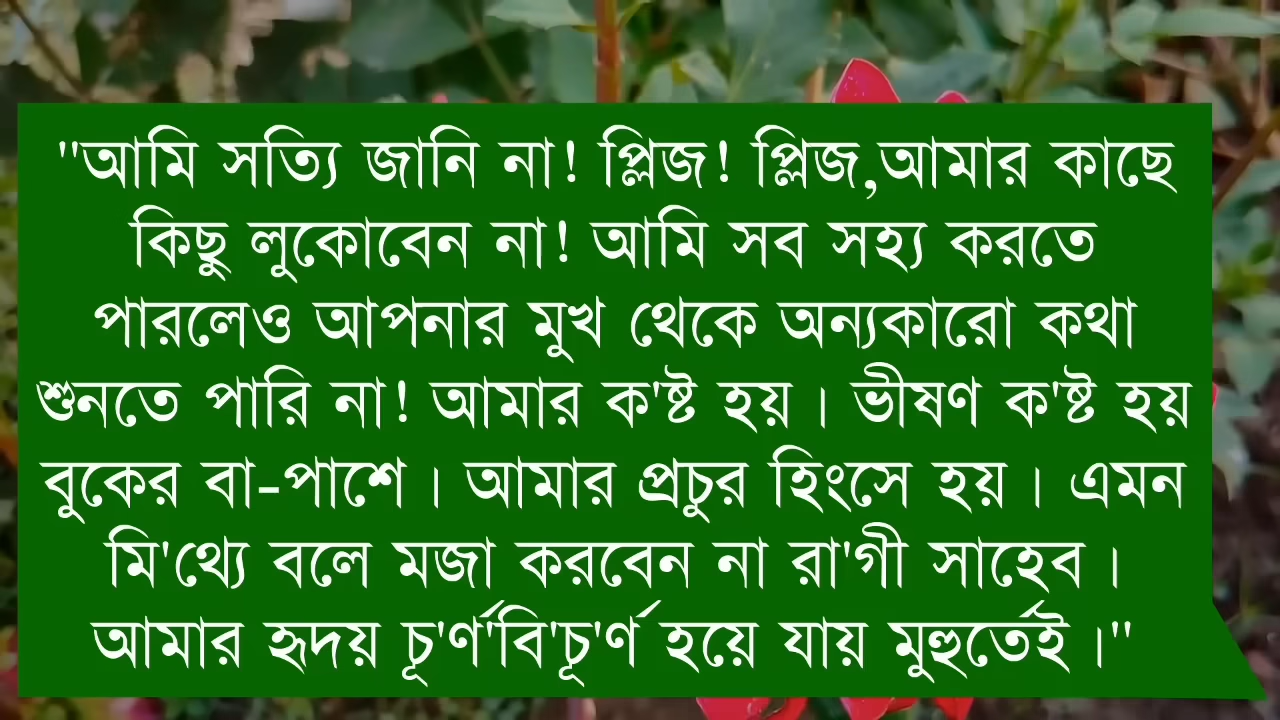 "আমি সত্যি জানি না! প্লিজ! প্লিজ,আমার কাছে
কিছু লুকোবেন না! আমি সব সহ্য করতে
পারলেও আপনার মুখ থেকে অন্যকারো কথা
শুনতে পারি না! আমার ক'ষ্ট হয়। ভীষণ ক'ষ্ট হয়
বুকের বা-পাশে। আমার প্রচুর হিংসে হয়। এমন
মি'থ্যে বলে মজা করবেন না রা'গী সাহেব।
আমার হৃদয় চূ'র্ণ'বি'চূ'র্ণ হয়ে যায় মুহুর্তেই।"